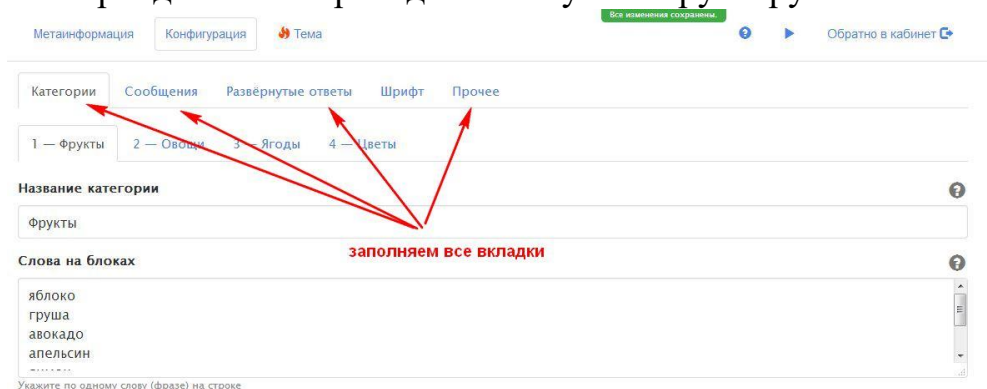 Все изменения сохранены.
Метаинформация Конфигурация Тема Обратно в кабинет
Категории Сообщения Развёрнутые ответы Шрифт Прочее
1 — Фрукты 2 — Овощи 3 — Ягоды 4 — Цветы
Название категории
Фрукты
заполняем все вкладки
Слова на блоках
яблоко
груша
авокадо
апельсин
Укажите по одному слову (фразе) на строке